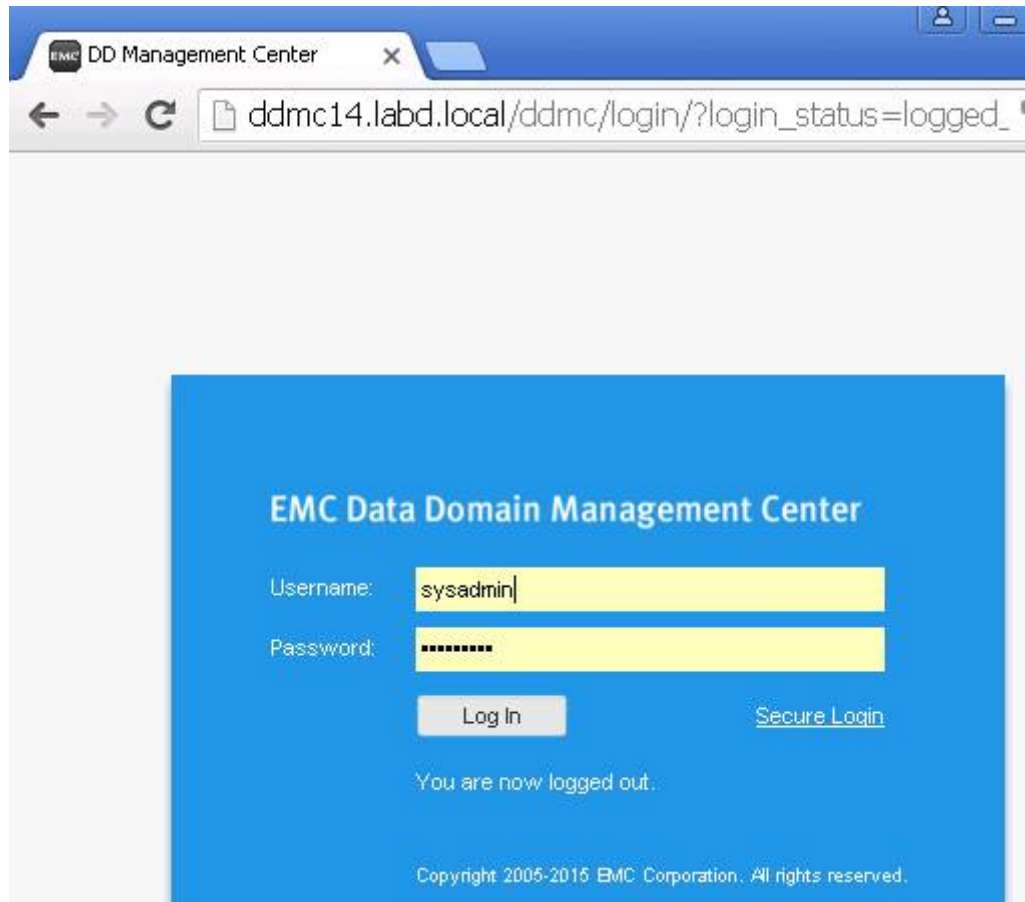 EMC DD Management Center
ddmc14.labd.local/ddmc/login/?login_status=logged_
EMC Data Domain Management Center
Username: sysadmin
Password: •••••••••
Log In Secure Login
You are now logged out.
Copyright 2005-2015 EMC Corporation. All rights reserved.